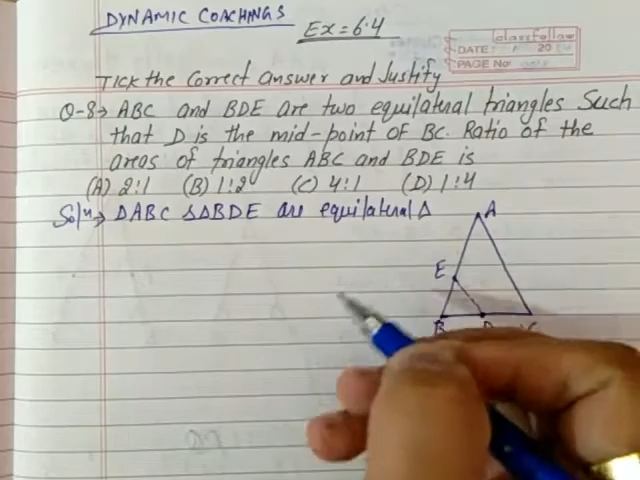 DYNAMIC COACHINGS
Ex = 6.4
classfellow
DATE: 20
PAGE No
TICK the Correct Answer and Justify
Q-8→ ABC and BDE are two equilateral triangles Such
that D is the mid-point OF BC. Ratio of the
areas of triangles ABC and BDE is
(A) 2:1 (B) 1:2 (C) 4:1 (D) 1:4
Soln→ ΔABC & ΔBDE are equilateral Δ
A
E
B D C